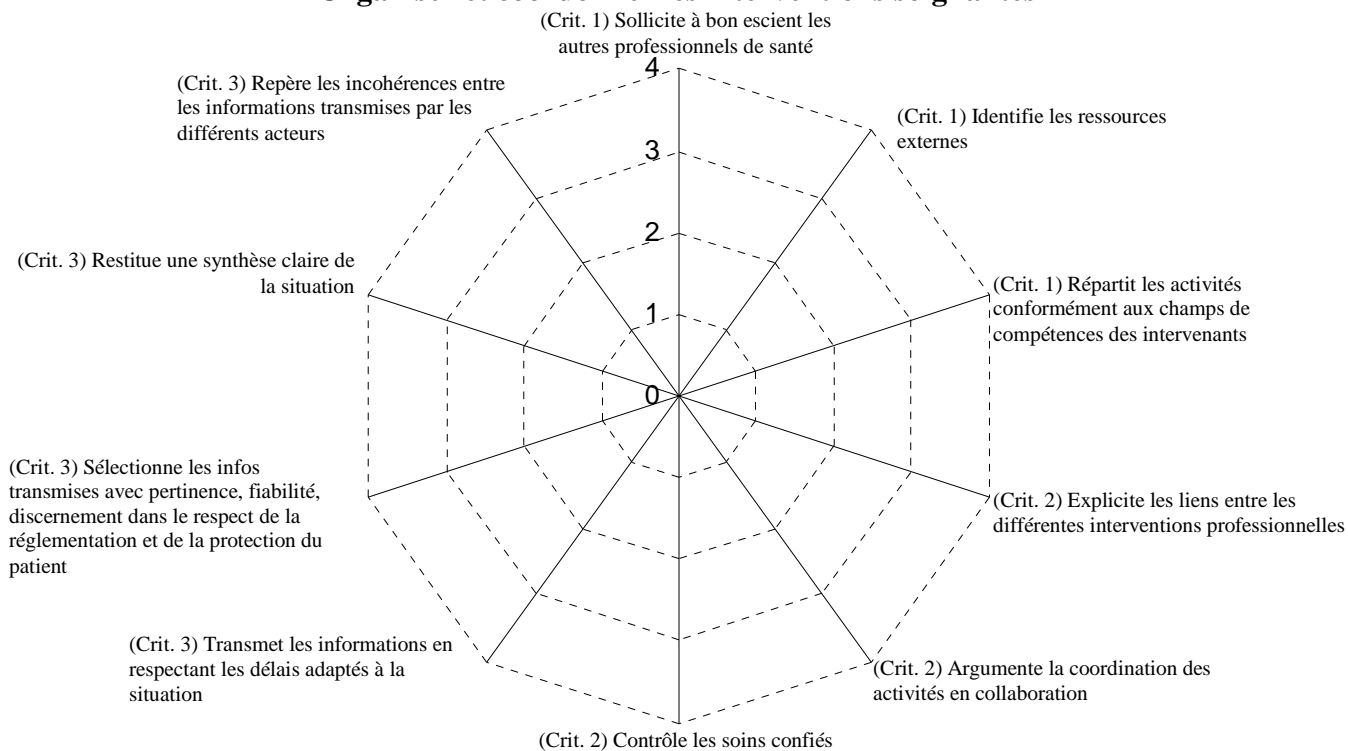 Organiser et coordonner les interventions soignantes
(Crit. 1) Sollicite à bon escient les
autres professionnels de santé
4
(Crit. 3) Repère les incohérences entre
les informations transmises par les
différents acteurs
(Crit. 1) Identifie les ressources
externes
3
2
(Crit. 3) Restitue une synthèse claire de
la situation
(Crit. 1) Répartit les activités
conformément aux champs de
compétences des intervenants
1
0
(Crit. 3) Sélectionne les infos
transmises avec pertinence, fiabilité,
discernement dans le respect de la
réglementation et de la protection du
patient
(Crit. 2) Explicite les liens entre les
différentes interventions professionnelles
(Crit. 3) Transmet les informations en
respectant les délais adaptés à la
situation
(Crit. 2) Argumente la coordination des
activités en collaboration
(Crit. 2) Contrôle les soins confiés